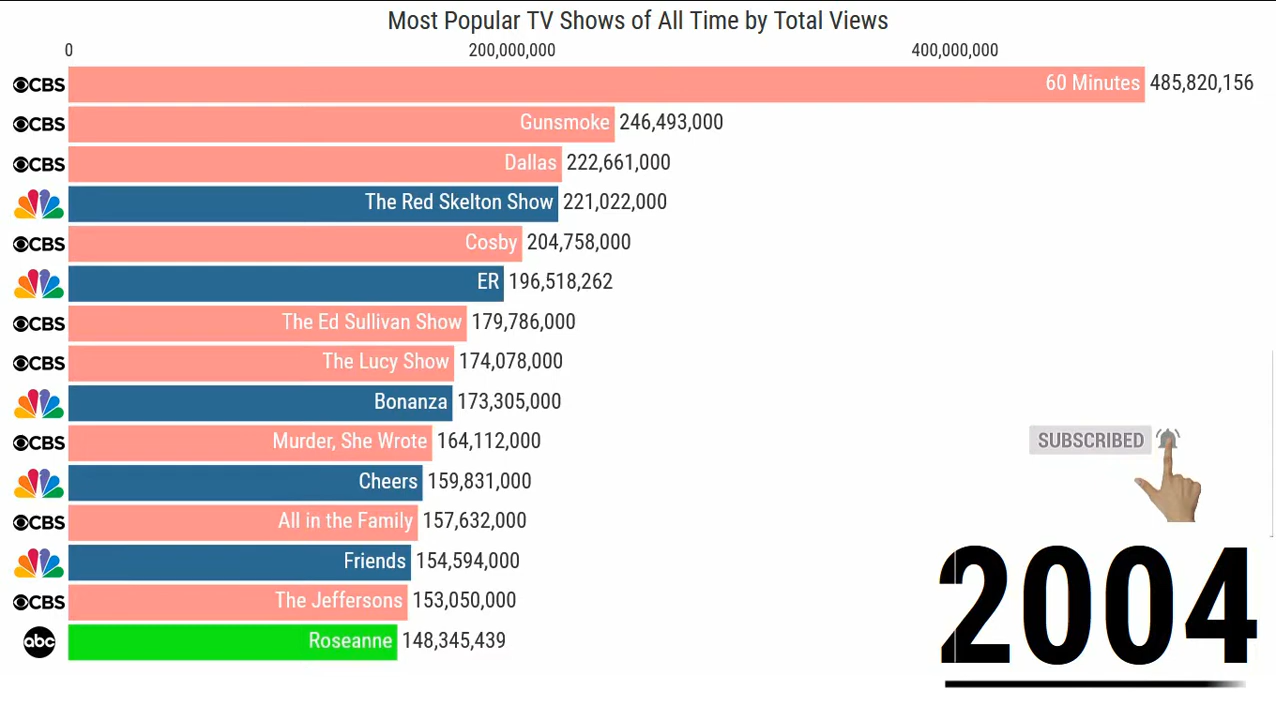 Most Popular TV Shows of All Time by Total Views
0 200,000,000 400,000,000
CBS 60 Minutes 485,820,156
CBS Gunsmoke 246,493,000
CBS Dallas 222,661,000
The Red Skelton Show 221,022,000
CBS Cosby 204,758,000
ER 196,518,262
CBS The Ed Sullivan Show 179,786,000
CBS The Lucy Show 174,078,000
Bonanza 173,305,000
CBS Murder, She Wrote 164,112,000
Cheers 159,831,000
CBS All in the Family 157,632,000
Friends 154,594,000
CBS The Jeffersons 153,050,000
abc Roseanne 148,345,439
SUBSCRIBED
2004